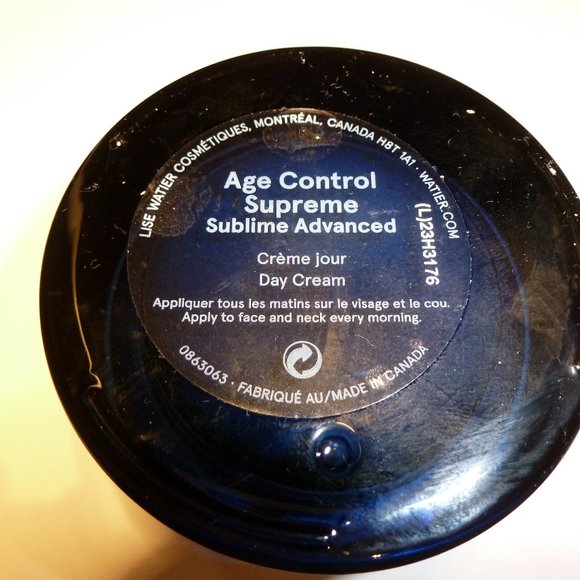 LISE WATIER COSMÉTIQUES, MONTRÉAL, CANADA H8T 1A1 · WATIER.COM
Age Control
Supreme
Sublime Advanced
(L)23H3176
Crème jour
Day Cream
Appliquer tous les matins sur le visage et le cou.
Apply to face and neck every morning.
0863063 · FABRIQUÉ AU/MADE IN CANADA